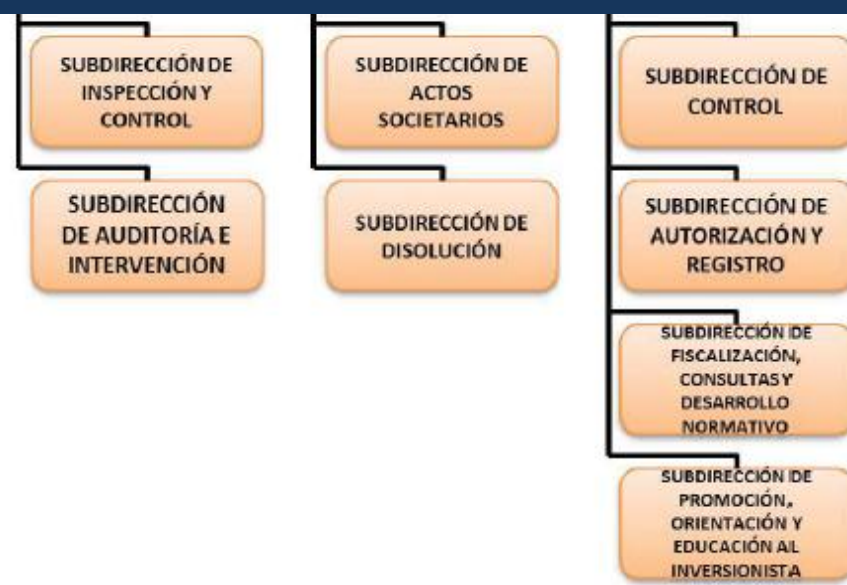 SUBDIRECCIÓN DE
INSPECCIÓN Y
CONTROL
SUBDIRECCIÓN
DE AUDITORÍA E
INTERVENCIÓN
SUBDIRECCIÓN DE
ACTOS
SOCIETARIOS
SUBDIRECCIÓN DE
DISOLUCIÓN
SUBDIRECCIÓN DE
CONTROL
SUBDIRECCIÓN DE
AUTORIZACIÓN Y
REGISTRO
SUBDIRECCIÓN DE
FISCALIZACIÓN,
CONSULTAS Y
DESARROLLO
NORMATIVO
SUBDIRECCIÓN DE
PROMOCIÓN,
ORIENTACIÓN Y
EDUCACIÓN AL
INVERSIONISTA